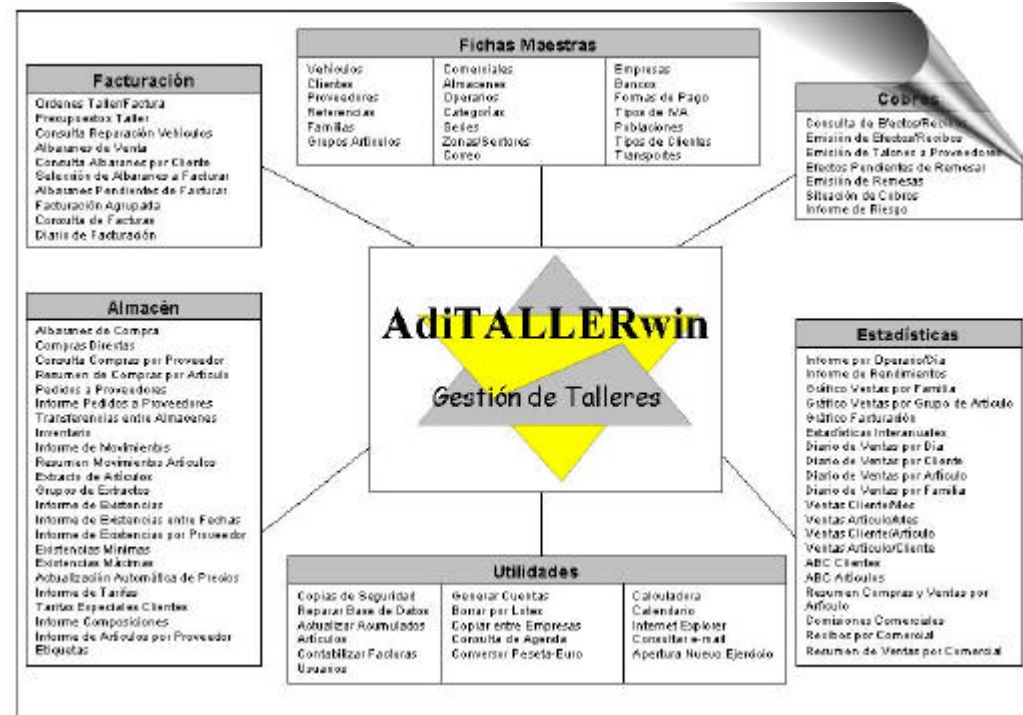 Facturación
Ordenes Taller/Factura
Presupuestos Taller
Consulta Reparación Vehículos
Albaranes de Venta
Consulta Albaranes por Cliente
Selección de Albaranes a Facturar
Albaranes Pendientes de Facturar
Facturación Agrupada
Consulta de Facturas
Diario de Facturación
Fichas Maestras
Vehículos
Clientes
Proveedores
Referencias
Familias
Grupos Artículos
Comerciales
Almacenes
Operarios
Categorías
Series
Zonas/Sectores
Correo
Empresas
Bancos
Formas de Pago
Tipos de IVA
Poblaciones
Tipos de Clientes
Transportes
Cobros
Consulta de Efectos/Recibos
Emisión de Efectos/Recibos
Emisión de Talones a Proveedores
Efectos Pendientes de Remesar
Emisión de Remesas
Situación de Cobros
Informe de Riesgo
AdiTALLERwin
Gestión de Talleres
Almacén
Albaranes de Compra
Compras Directas
Consulta Compras por Proveedor
Resumen de Compras por Artículo
Pedidos a Proveedores
Informe Pedidos a Proveedores
Transferencias entre Almacenes
Inventario
Informe de Movimientos
Resumen Movimientos Artículos
Extracto de Artículos
Grupos de Extractos
Informe de Existencias
Informe de Existencias entre Fechas
Informe de Existencias por Proveedor
Existencias Mínimas
Existencias Máximas
Actualización Automática de Precios
Informe de Tarifas
Tarifas Especiales Clientes
Informe Composiciones
Informe de Artículos por Proveedor
Etiquetas
Estadísticas
Informe por Operario/Día
Informe de Rendimientos
Gráfico Ventas por Familia
Gráfico Ventas por Grupo de Artículo
Gráfico Facturación
Estadísticas Interanuales
Diario de Ventas por Día
Diario de Ventas por Cliente
Diario de Ventas por Artículo
Diario de Ventas por Familia
Ventas Cliente/Mes
Ventas Artículo/Mes
Ventas Cliente/Artículo
Ventas Artículo/Cliente
ABC Clientes
ABC Artículos
Resumen Compras y Ventas por
Artículo
Comisiones Comerciales
Recibos por Comercial
Resumen de Ventas por Comercial
Utilidades
Copias de Seguridad
Reparar Base de Datos
Actualizar Acumulados
Artículos
Contabilizar Facturas
Usuarios
Generar Cuentas
Borrar por Lotes
Copiar entre Empresas
Consulta de Agenda
Conversor Peseta-Euro
Calculadora
Calendario
Internet Explorer
Consultar e-mail
Apertura Nuevo Ejercicio